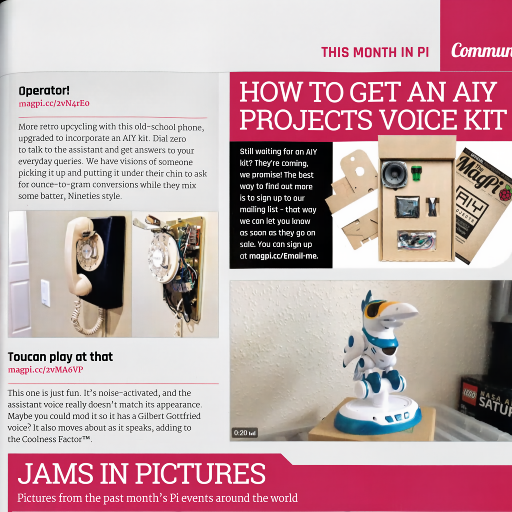 THIS MONTH IN PI
Commun
Operator!
magpi.cc/2vN4rEo
More retro upcycling with this old-school phone,
upgraded to incorporate an AIY kit. Dial zero
to talk to the assistant and get answers to your
everyday queries. We have visions of someone
picking it up and putting it under their chin to ask
for ounce-to-gram conversions while they mix
some batter, Nineties style.
HOW TO GET AN AIY
PROJECTS VOICE KIT
Still waiting for an AIY
kit? They're coming,
we promise! The best
way to find out more
is to sign up to our
mailing list - that way
we can let you know
as soon as they go on
sale. You can sign up
at magpi.cc/Email-me.
MagPi
AIY
PROJECTS
Toucan play at that
magpi.cc/2vMA6VP
This one is just fun. It's noise-activated, and the
assistant voice really doesn't match its appearance.
Maybe you could mod it so it has a Gilbert Gottfried
voice? It also moves about as it speaks, adding to
the Coolness Factor™.
0:20
NASA A
SATUR
JAMS IN PICTURES
Pictures from the past month's Pi events around the world